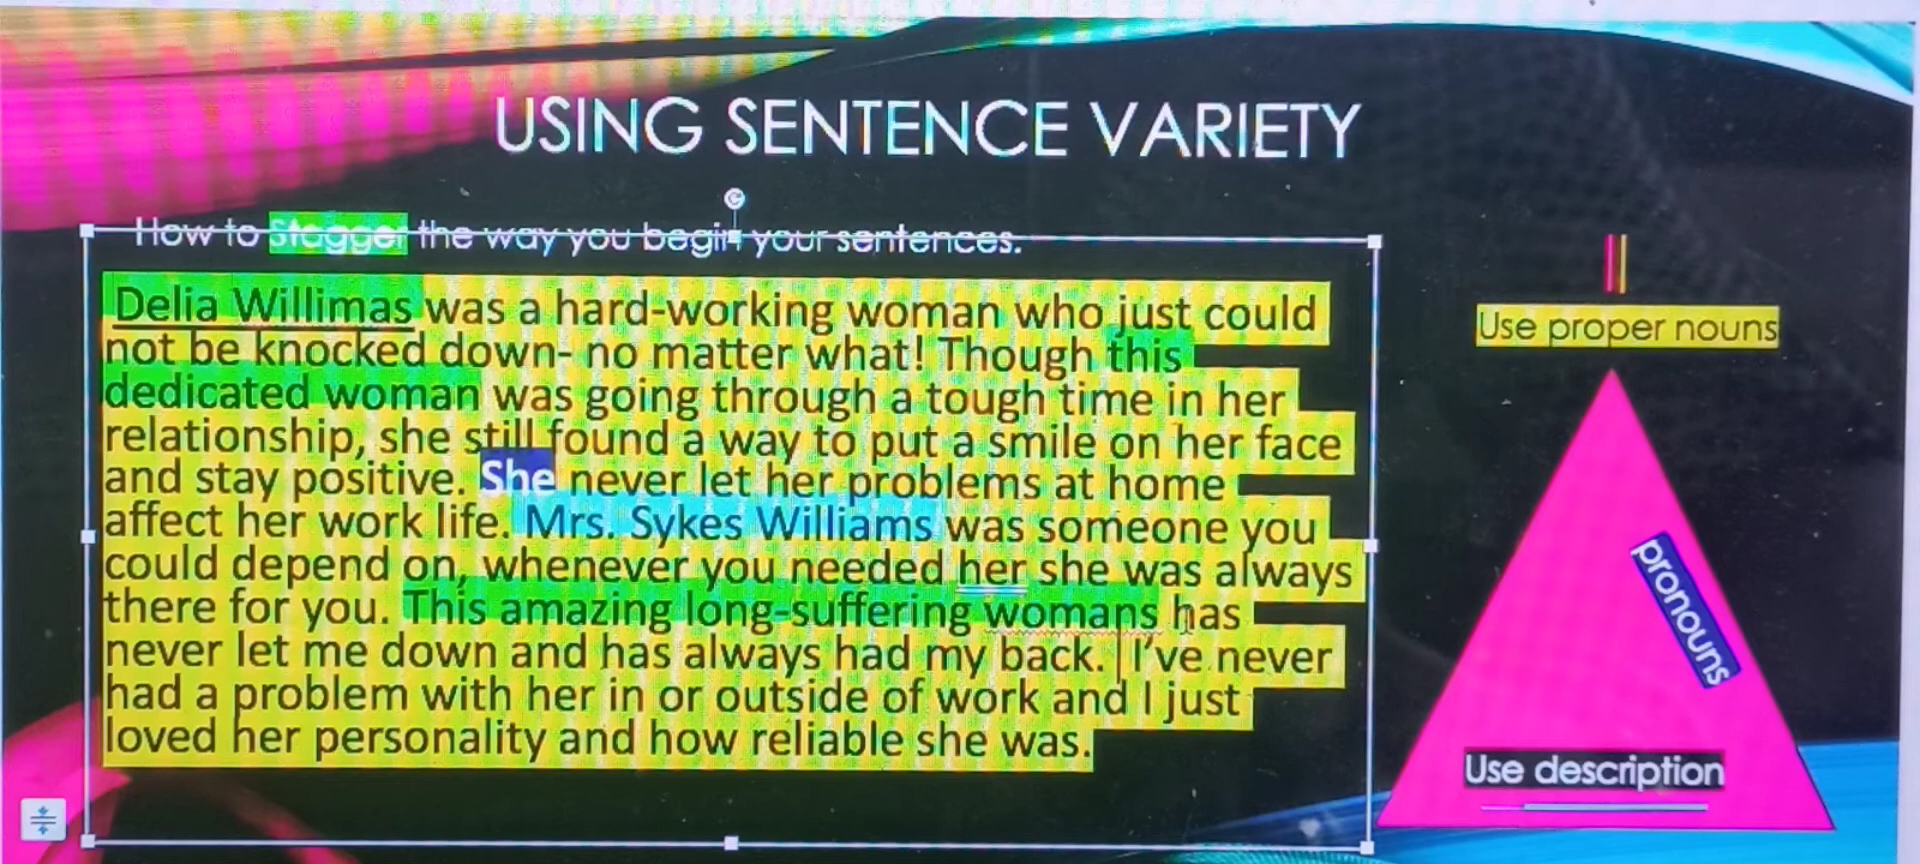 USING SENTENCE VARIETY
How to Stagger the way you begin your sentences.
Delia Willimas was a hard-working woman who just could
not be knocked down- no matter what! Though this
dedicated woman was going through a tough time in her
relationship, she still found a way to put a smile on her face
and stay positive. She never let her problems at home
affect her work life. Mrs. Sykes Williams was someone you
could depend on, whenever you needed her she was always
there for you. This amazing long-suffering womans has
never let me down and has always had my back. I've never
had a problem with her in or outside of work and I just
loved her personality and how reliable she was.
Use proper nouns
pronouns
Use description